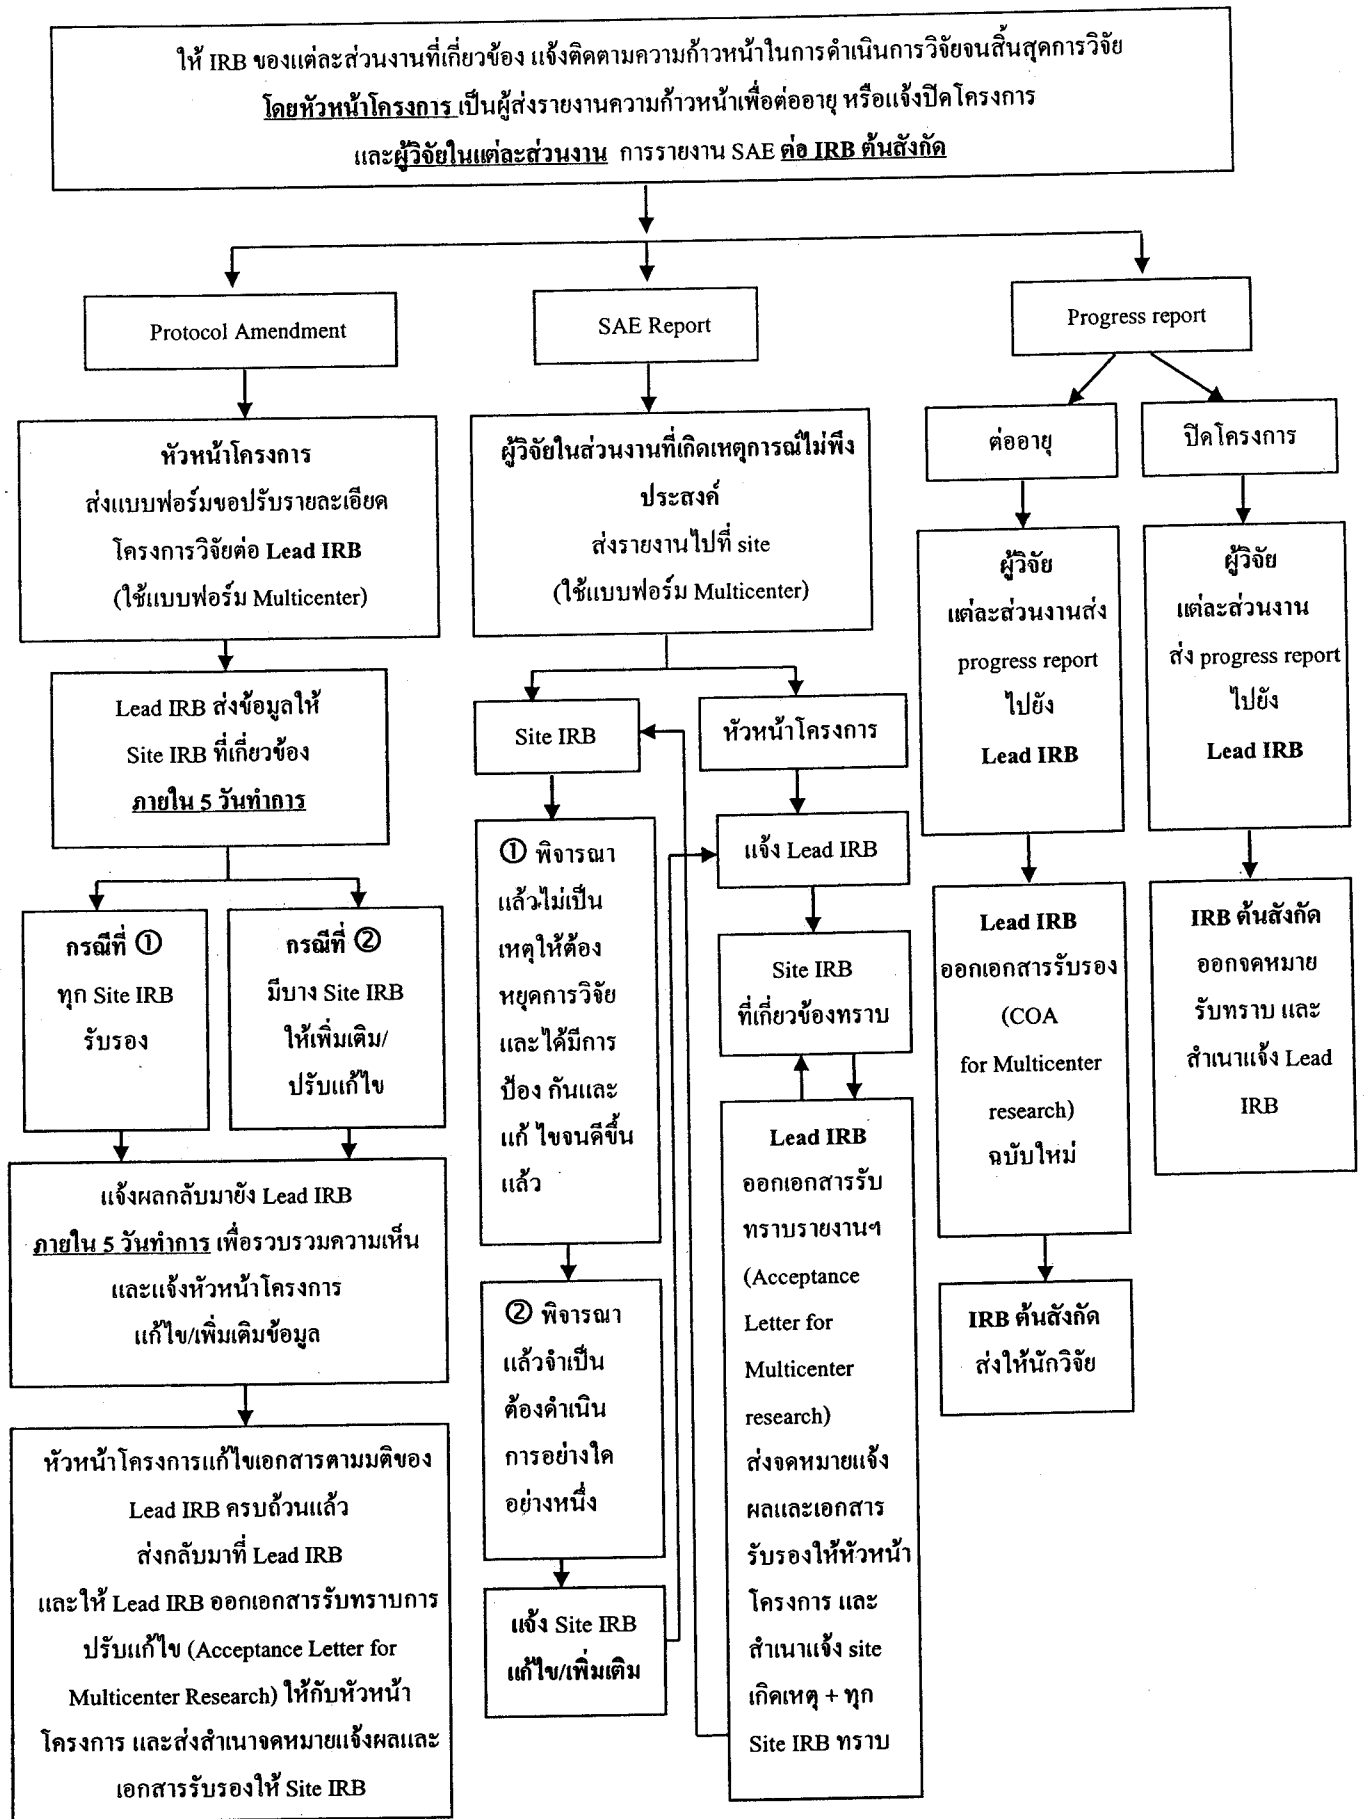 ให้ IRB ของแต่ละส่วนงานที่เกี่ยวข้อง แจ้งติดตามความก้าวหน้าในการดำเนินการวิจัยจนสิ้นสุดการวิจัย
โดยหัวหน้าโครงการ เป็นผู้ส่งรายงานความก้าวหน้าเพื่อต่ออายุ หรือแจ้งปิดโครงการ
และผู้วิจัยในแต่ละส่วนงาน การรายงาน SAE ต่อ IRB ต้นสังกัด
Protocol Amendment
หัวหน้าโครงการ
ส่งแบบฟอร์มขอปรับรายละเอียด
โครงการวิจัยต่อ Lead IRB
(ใช้แบบฟอร์ม Multicenter)
Lead IRB ส่งข้อมูลให้
Site IRB ที่เกี่ยวข้อง
ภายใน 5 วันทำการ
กรณีที่ ①
ทุก Site IRB
รับรอง
กรณีที่ ②
มีบาง Site IRB
ให้เพิ่มเติม/
ปรับแก้ไข
แจ้งผลกลับมายัง Lead IRB
ภายใน 5 วันทำการ เพื่อรวบรวมความเห็น
และแจ้งหัวหน้าโครงการ
แก้ไข/เพิ่มเติมข้อมูล
หัวหน้าโครงการแก้ไขเอกสารตามมติของ
Lead IRB ครบถ้วนแล้ว
ส่งกลับมาที่ Lead IRB
และให้ Lead IRB ออกเอกสารรับทราบการ
ปรับแก้ไข (Acceptance Letter for
Multicenter Research) ให้กับหัวหน้า
โครงการ และส่งสำเนาจดหมายแจ้งผลและ
เอกสารรับรองให้ Site IRB
SAE Report
ผู้วิจัยในส่วนงานที่เกิดเหตุการณ์ไม่พึง
ประสงค์
ส่งรายงานไปที่ site
(ใช้แบบฟอร์ม Multicenter)
Site IRB
① พิจารณา
แล้วไม่เป็น
เหตุให้ต้อง
หยุดการวิจัย
และได้มีการ
ป้อง กันและ
แก้ ไขจนดีขึ้น
แล้ว
② พิจารณา
แล้วจำเป็น
ต้องดำเนิน
การอย่างใด
อย่างหนึ่ง
แจ้ง Site IRB
แก้ไข/เพิ่มเติม
หัวหน้าโครงการ
แจ้ง Lead IRB
Site IRB
ที่เกี่ยวข้องทราบ
Lead IRB
ออกเอกสารรับ
ทราบรายงานฯ
(Acceptance
Letter for
Multicenter
research)
ส่งจดหมายแจ้ง
ผลและเอกสาร
รับรองให้หัวหน้า
โครงการ และ
สำเนาแจ้ง site
เกิดเหตุ + ทุก
Site IRB ทราบ
Progress report
ต่ออายุ
ผู้วิจัย
แต่ละส่วนงานส่ง
progress report
ไปยัง
Lead IRB
Lead IRB
ออกเอกสารรับรอง
(COA
for Multicenter
research)
ฉบับใหม่
IRB ต้นสังกัด
ส่งให้นักวิจัย
ปิดโครงการ
ผู้วิจัย
แต่ละส่วนงาน
ส่ง progress report
ไปยัง
Lead IRB
IRB ต้นสังกัด
ออกจดหมาย
รับทราบ และ
สำเนาแจ้ง Lead
IRB